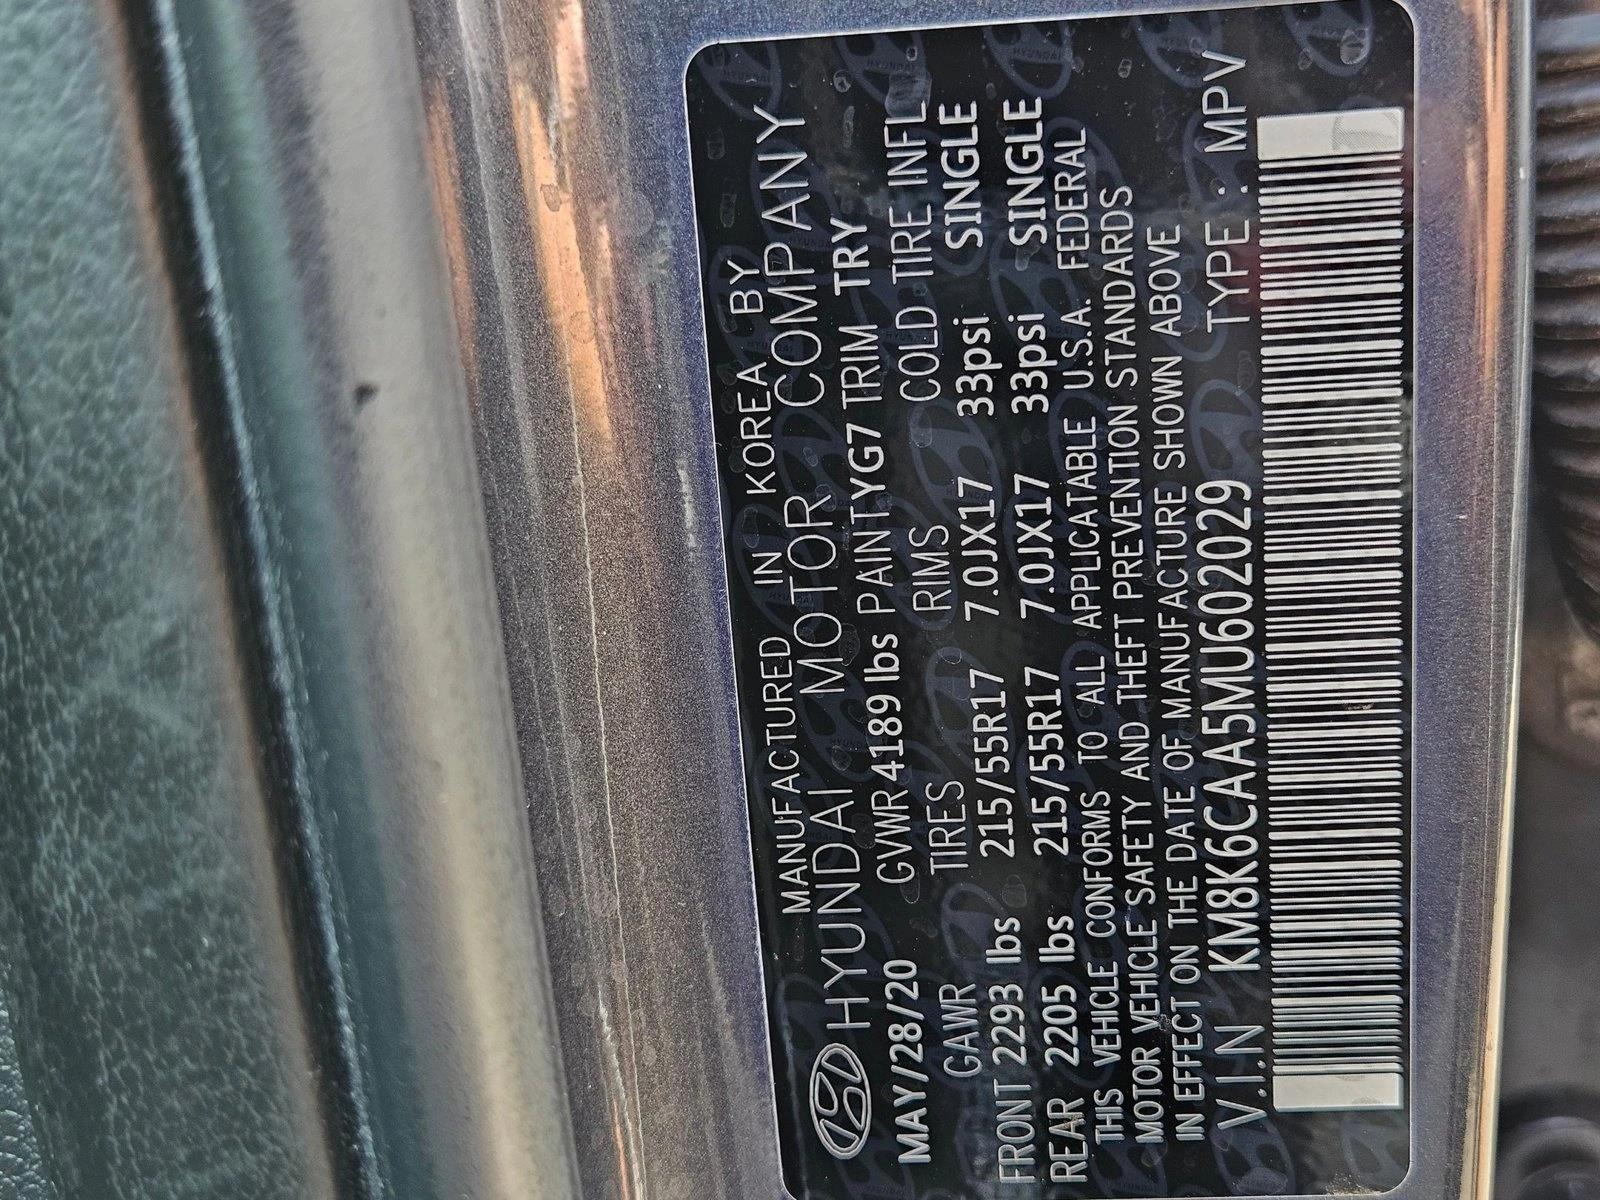 MANUFACTURED IN KOREA BY
HYUNDAI MOTOR COMPANY
MAY/28/20 GVWR 4189 lbs PAINT YG7 TRIM TRY
GAWR TIRES RIMS COLD TIRE INFL
FRONT 2293 lbs 215/55R17 7.0JX17 33psi SINGLE
REAR 2205 lbs 215/55R17 7.0JX17 33psi SINGLE
THIS VEHICLE CONFORMS TO ALL APPLICATABLE U.S.A. FEDERAL
MOTOR VEHICLE SAFETY AND THEFT PREVENTION STANDARDS
IN EFFECT ON THE DATE OF MANUFACTURE SHOWN ABOVE
V.I.N KM8K6CAA5MU602029 TYPE : MPV